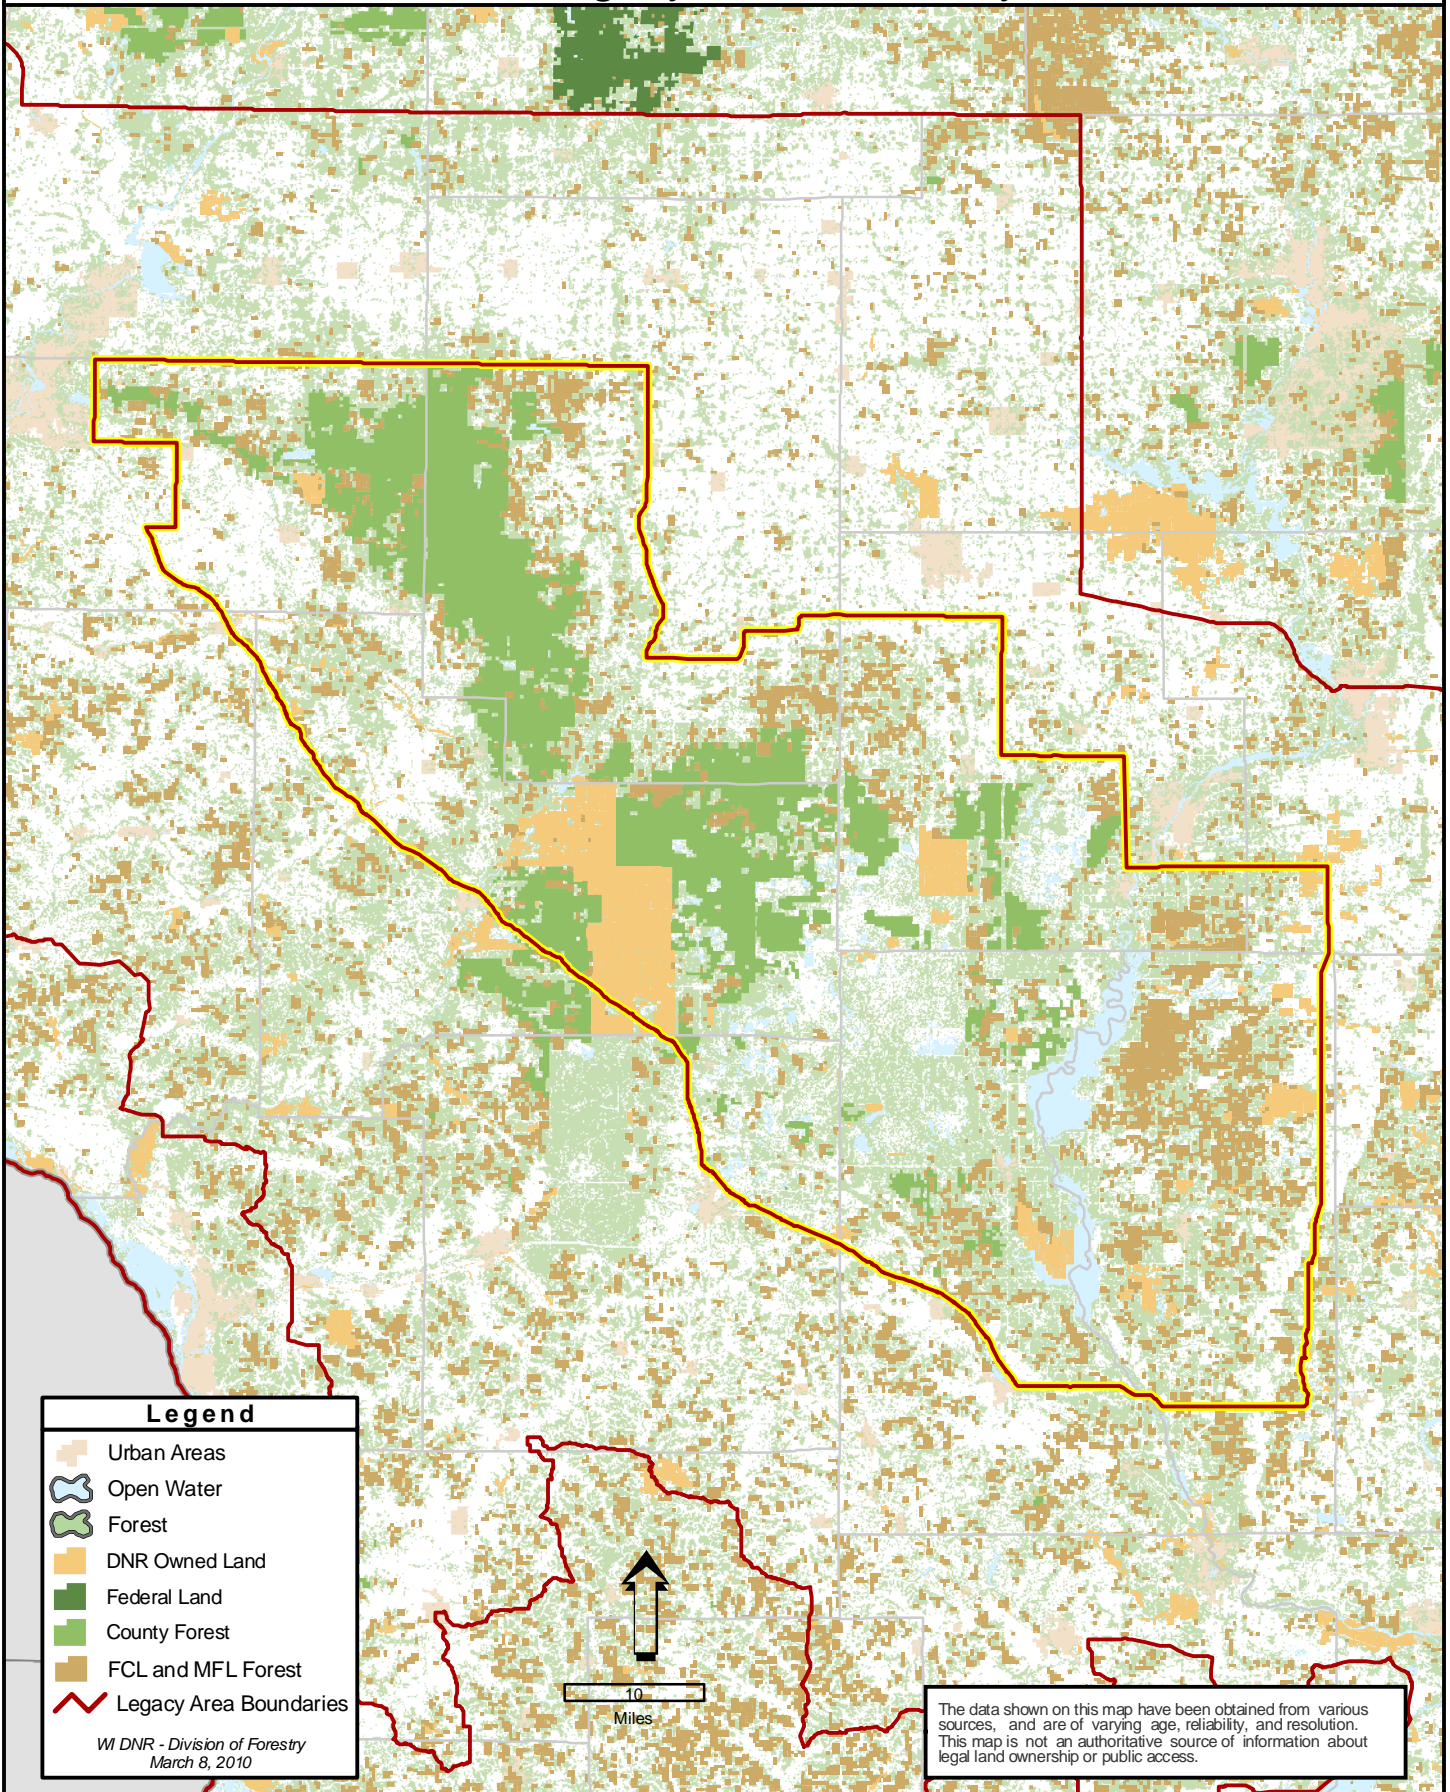 Legend
Urban Areas
Open Water
Forest
DNR Owned Land
Federal Land
County Forest
FCL and MFL Forest
Legacy Area Boundaries
WI DNR - Division of Forestry
March 8, 2010
10
Miles
The data shown on this map have been obtained from various
sources, and are of varying age, reliability, and resolution.
This map is not an authoritative source of information about
legal land ownership or public access.